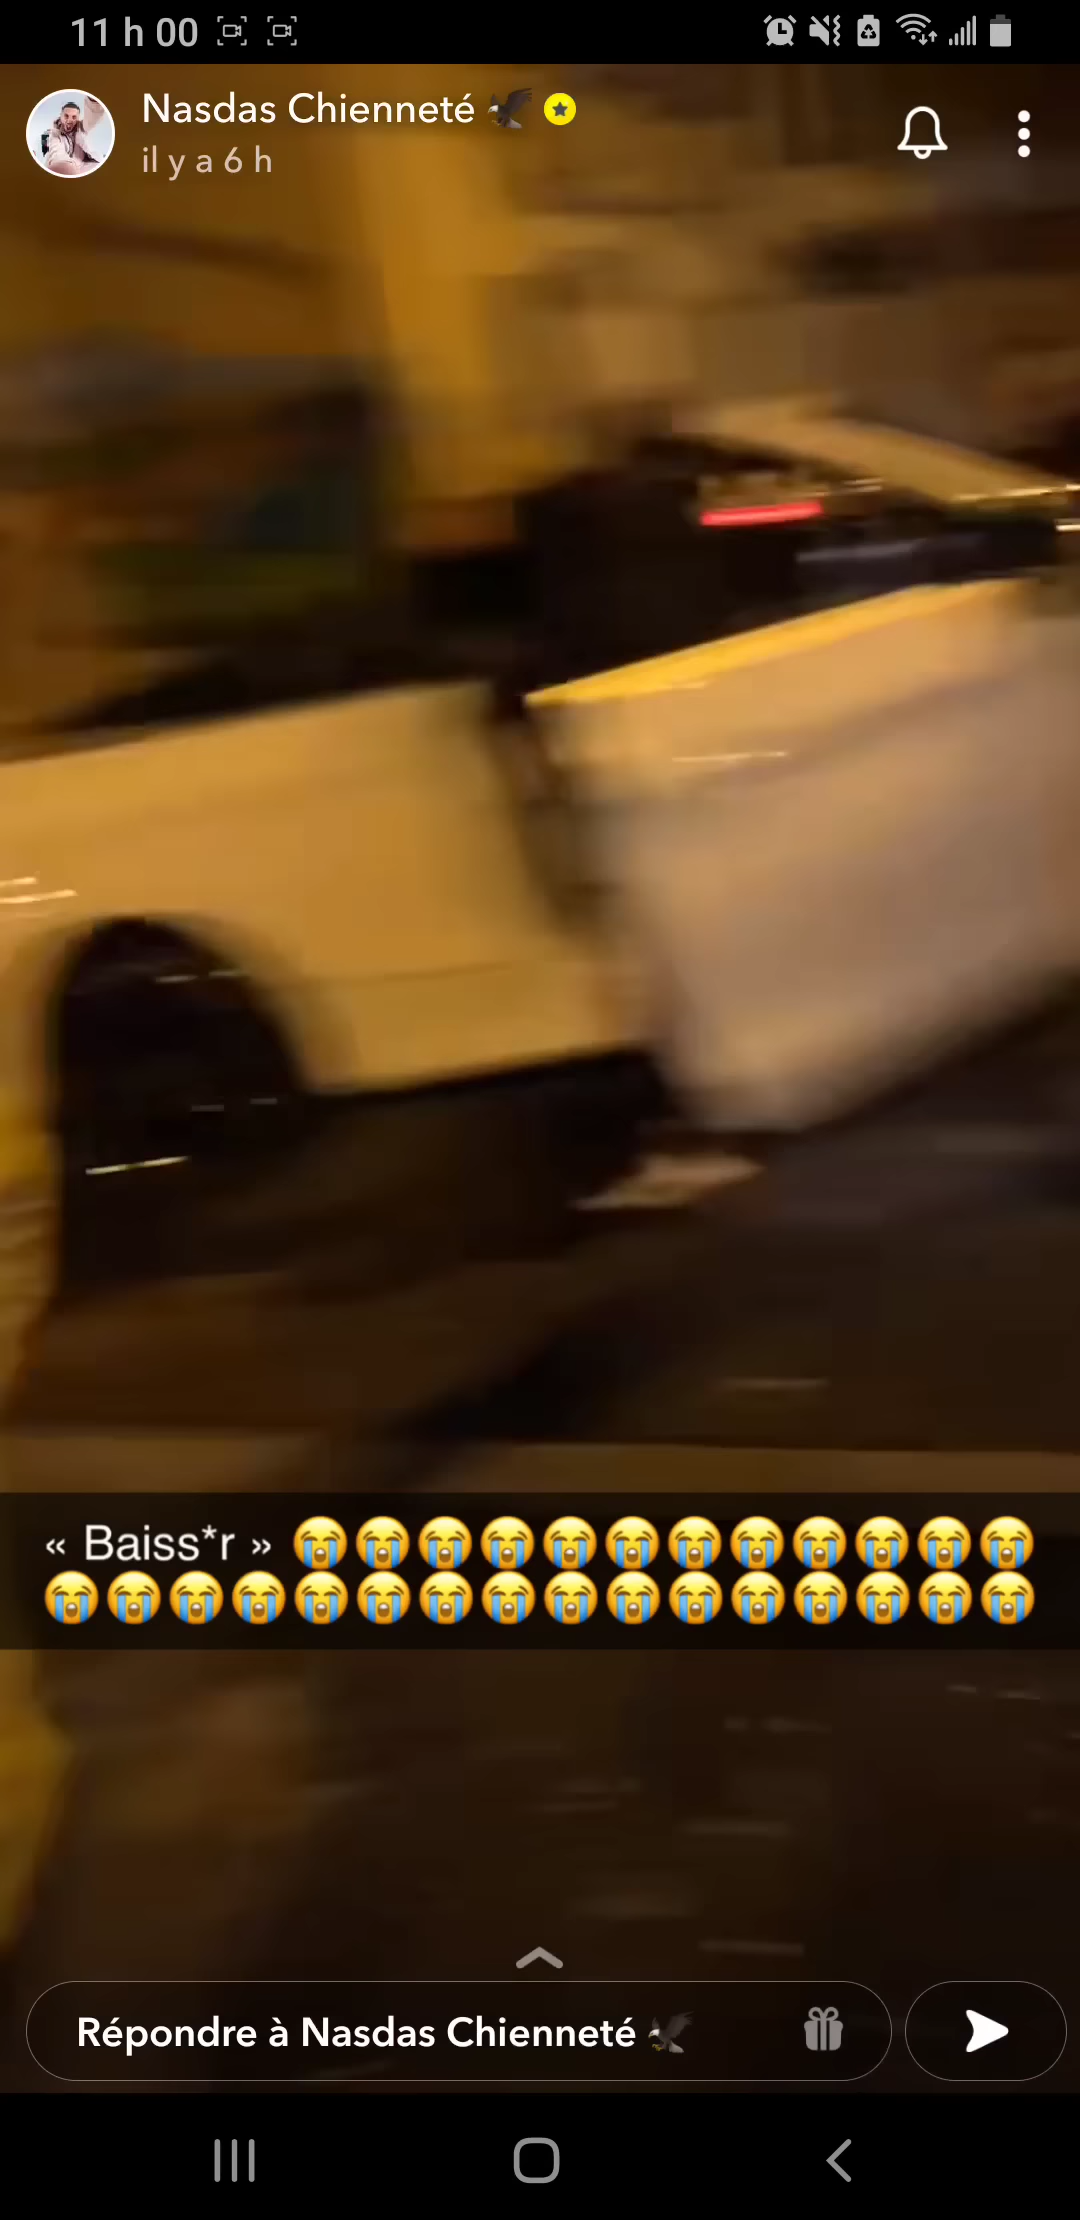 11 h 00
Nasdas Chienneté 🦅
il y a 6 h
« Baiss*r » 😭😭😭😭😭😭😭😭😭😭😭😭
😭😭😭😭😭😭😭😭😭😭😭😭😭😭😭😭
Répondre à Nasdas Chienneté 🦅